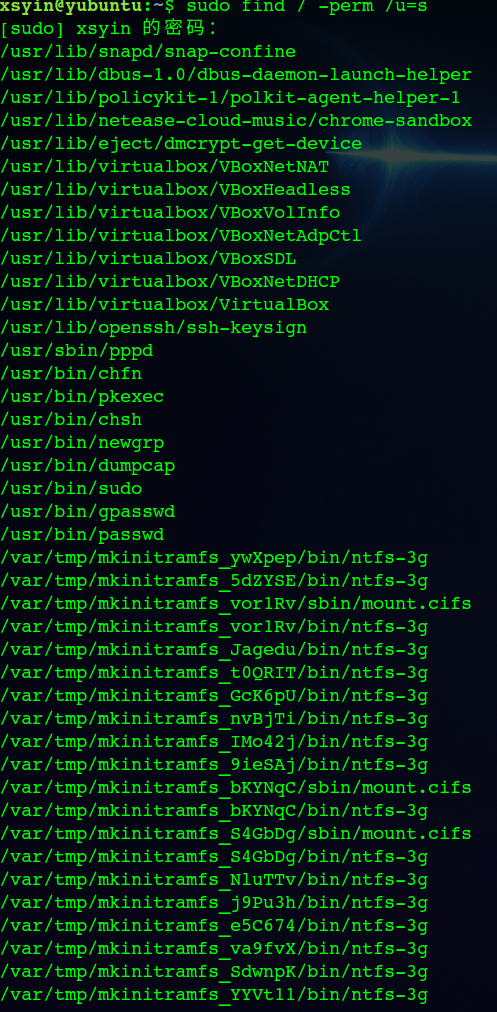 xsyin@yubuntu:~$ sudo find / -perm /u=s
[sudo] xsyin 的密码：
/usr/lib/snapd/snap-confine
/usr/lib/dbus-1.0/dbus-daemon-launch-helper
/usr/lib/policykit-1/polkit-agent-helper-1
/usr/lib/netease-cloud-music/chrome-sandbox
/usr/lib/eject/dmcrypt-get-device
/usr/lib/virtualbox/VBoxNetNAT
/usr/lib/virtualbox/VBoxHeadless
/usr/lib/virtualbox/VBoxVolInfo
/usr/lib/virtualbox/VBoxNetAdpCtl
/usr/lib/virtualbox/VBoxSDL
/usr/lib/virtualbox/VBoxNetDHCP
/usr/lib/virtualbox/VirtualBox
/usr/lib/openssh/ssh-keysign
/usr/sbin/pppd
/usr/bin/chfn
/usr/bin/pkexec
/usr/bin/chsh
/usr/bin/newgrp
/usr/bin/dumpcap
/usr/bin/sudo
/usr/bin/gpasswd
/usr/bin/passwd
/var/tmp/mkinitramfs_ywXpep/bin/ntfs-3g
/var/tmp/mkinitramfs_5dZYSE/bin/ntfs-3g
/var/tmp/mkinitramfs_vor1Rv/sbin/mount.cifs
/var/tmp/mkinitramfs_vor1Rv/bin/ntfs-3g
/var/tmp/mkinitramfs_Jagedu/bin/ntfs-3g
/var/tmp/mkinitramfs_t0QRIT/bin/ntfs-3g
/var/tmp/mkinitramfs_GcK6pU/bin/ntfs-3g
/var/tmp/mkinitramfs_nvBjTi/bin/ntfs-3g
/var/tmp/mkinitramfs_IMo42j/bin/ntfs-3g
/var/tmp/mkinitramfs_9ieSAj/bin/ntfs-3g
/var/tmp/mkinitramfs_bKYNqC/sbin/mount.cifs
/var/tmp/mkinitramfs_bKYNqC/bin/ntfs-3g
/var/tmp/mkinitramfs_S4GbDg/sbin/mount.cifs
/var/tmp/mkinitramfs_S4GbDg/bin/ntfs-3g
/var/tmp/mkinitramfs_NluTTv/bin/ntfs-3g
/var/tmp/mkinitramfs_j9Pu3h/bin/ntfs-3g
/var/tmp/mkinitramfs_e5C674/bin/ntfs-3g
/var/tmp/mkinitramfs_va9fvX/bin/ntfs-3g
/var/tmp/mkinitramfs_SdwnpK/bin/ntfs-3g
/var/tmp/mkinitramfs_YYVt11/bin/ntfs-3g